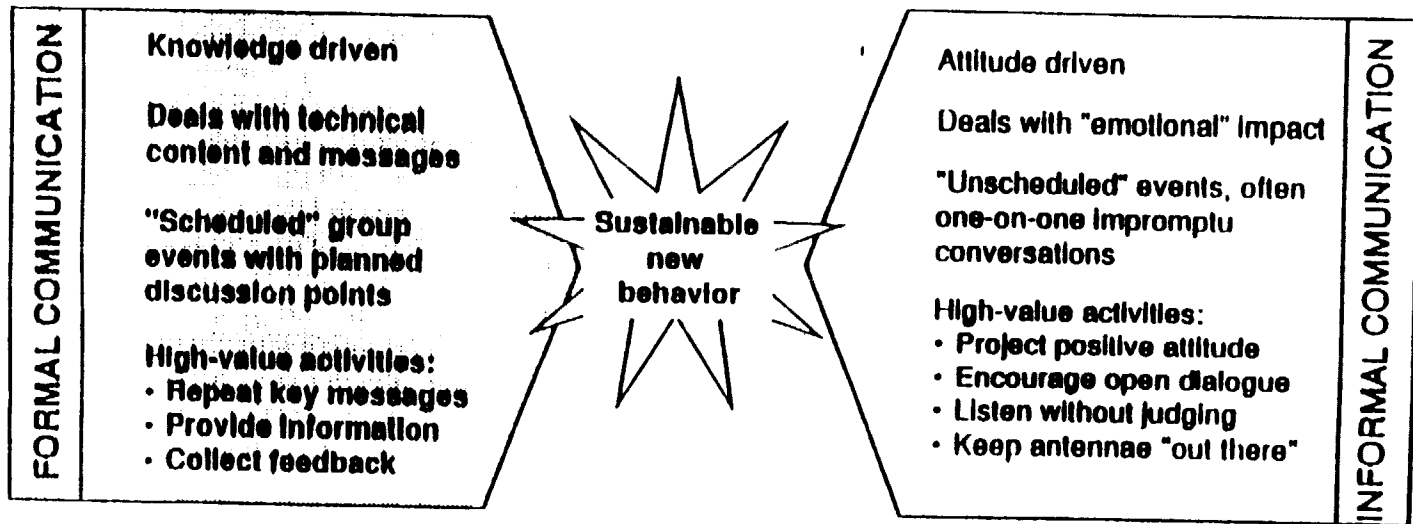 FORMAL COMMUNICATION
Knowledge driven
Deals with technical
content and messages
"Scheduled" group
events with planned
discussion points
High-value activities:
• Repeat key messages
• Provide information
• Collect feedback
Sustainable
new
behavior
Attitude driven
Deals with "emotional" impact
"Unscheduled" events, often
one-on-one impromptu
conversations
High-value activities:
• Project positive attitude
• Encourage open dialogue
• Listen without judging
• Keep antennae "out there"
INFORMAL COMMUNICATION